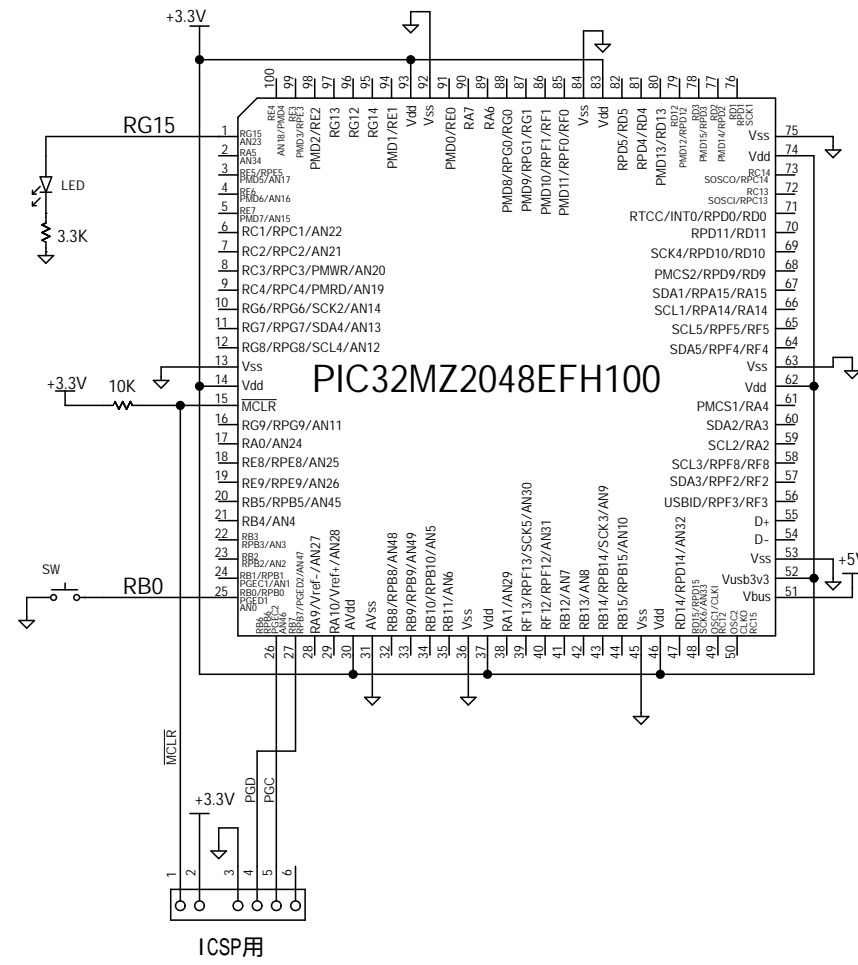 +3.3V
100
99
98
97
96
95
94
93
92
91
90
89
88
87
86
85
84
83
82
81
80
79
78
77
76
RE4
AN18/PMD4
RE3
PMD3/RPE3
PMD2/RE2
RG13
RG12
RG14
PMD1/RE1
Vdd
Vss
PMD0/RE0
RA7
RA6
PMD8/RPG0/RG0
PMD9/RPG1/RG1
PMD10/RPF1/RF1
PMD11/RPF0/RF0
Vss
Vdd
RPD5/RD5
RPD4/RD4
PMD13/RD13
RD12
PMD12/RPD12
RD3
PMD15/RPD3
RD2
PMD14/RPD2
RD1
RPD1
SCK1
RG15
LED
3.3K
1
RG15
AN23
2
RA5
AN34
3
RE5/RPE5
PMD5/AN17
4
RE6
PMD6/AN16
5
RE7
PMD7/AN15
6
RC1/RPC1/AN22
7
RC2/RPC2/AN21
8
RC3/RPC3/PMWR/AN20
9
RC4/RPC4/PMRD/AN19
10
RG6/RPG6/SCK2/AN14
11
RG7/RPG7/SDA4/AN13
12
RG8/RPG8/SCL4/AN12
13
Vss
14
Vdd
15
MCLR
16
RG9/RPG9/AN11
17
RA0/AN24
18
RE8/RPE8/AN25
19
RE9/RPE9/AN26
20
RB5/RPB5/AN45
21
RB4/AN4
22
RB3
RPB3/AN3
23
RB2
RPB2/AN2
24
RB1/RPB1
PGEC1/AN1
25
RB0/RPB0
PGED1
AN0
+3.3V
10K
SW
RB0
PIC32MZ2048EFH100
Vss
75
Vdd
74
RC14
SOSCO/RPC14
73
RC13
SOSCI/RPC13
72
RTCC/INT0/RPD0/RD0
71
RPD11/RD11
70
SCK4/RPD10/RD10
69
PMCS2/RPD9/RD9
68
SDA1/RPA15/RA15
67
SCL1/RPA14/RA14
66
SCL5/RPF5/RF5
65
SDA5/RPF4/RF4
64
Vss
63
Vdd
62
PMCS1/RA4
61
SDA2/RA3
60
SCL2/RA2
59
SCL3/RPF8/RF8
58
SDA3/RPF2/RF2
57
USBID/RPF3/RF3
56
D+
55
D-
54
Vss
53
Vusb3v3
52
Vbus
51
+5V
RB6
RPB6
PGEC2
AN46
RB7
RPB7/PGED2/AN47
RA9/Vref-/AN27
RA10/Vref+/AN28
AVdd
AVss
RB8/RPB8/AN48
RB9/RPB9/AN49
RB10/RPB10/AN5
RB11/AN6
Vss
Vdd
RA1/AN29
RF13/RPF13/SCK5/AN30
RF12/RPF12/AN31
RB12/AN7
RB13/AN8
RB14/RPB14/SCK3/AN9
RB15/RPB15/AN10
Vss
Vdd
RD14/RPD14/AN32
RD15/RPD15
SCK6/AN33
OSC1/CLKI
RC12
OSC2
CLKO
RC15
26
27
28
29
30
31
32
33
34
35
36
37
38
39
40
41
42
43
44
45
46
47
48
49
50
MCLR
+3.3V
PGD
PGC
1
2
3
4
5
6
ICSP用